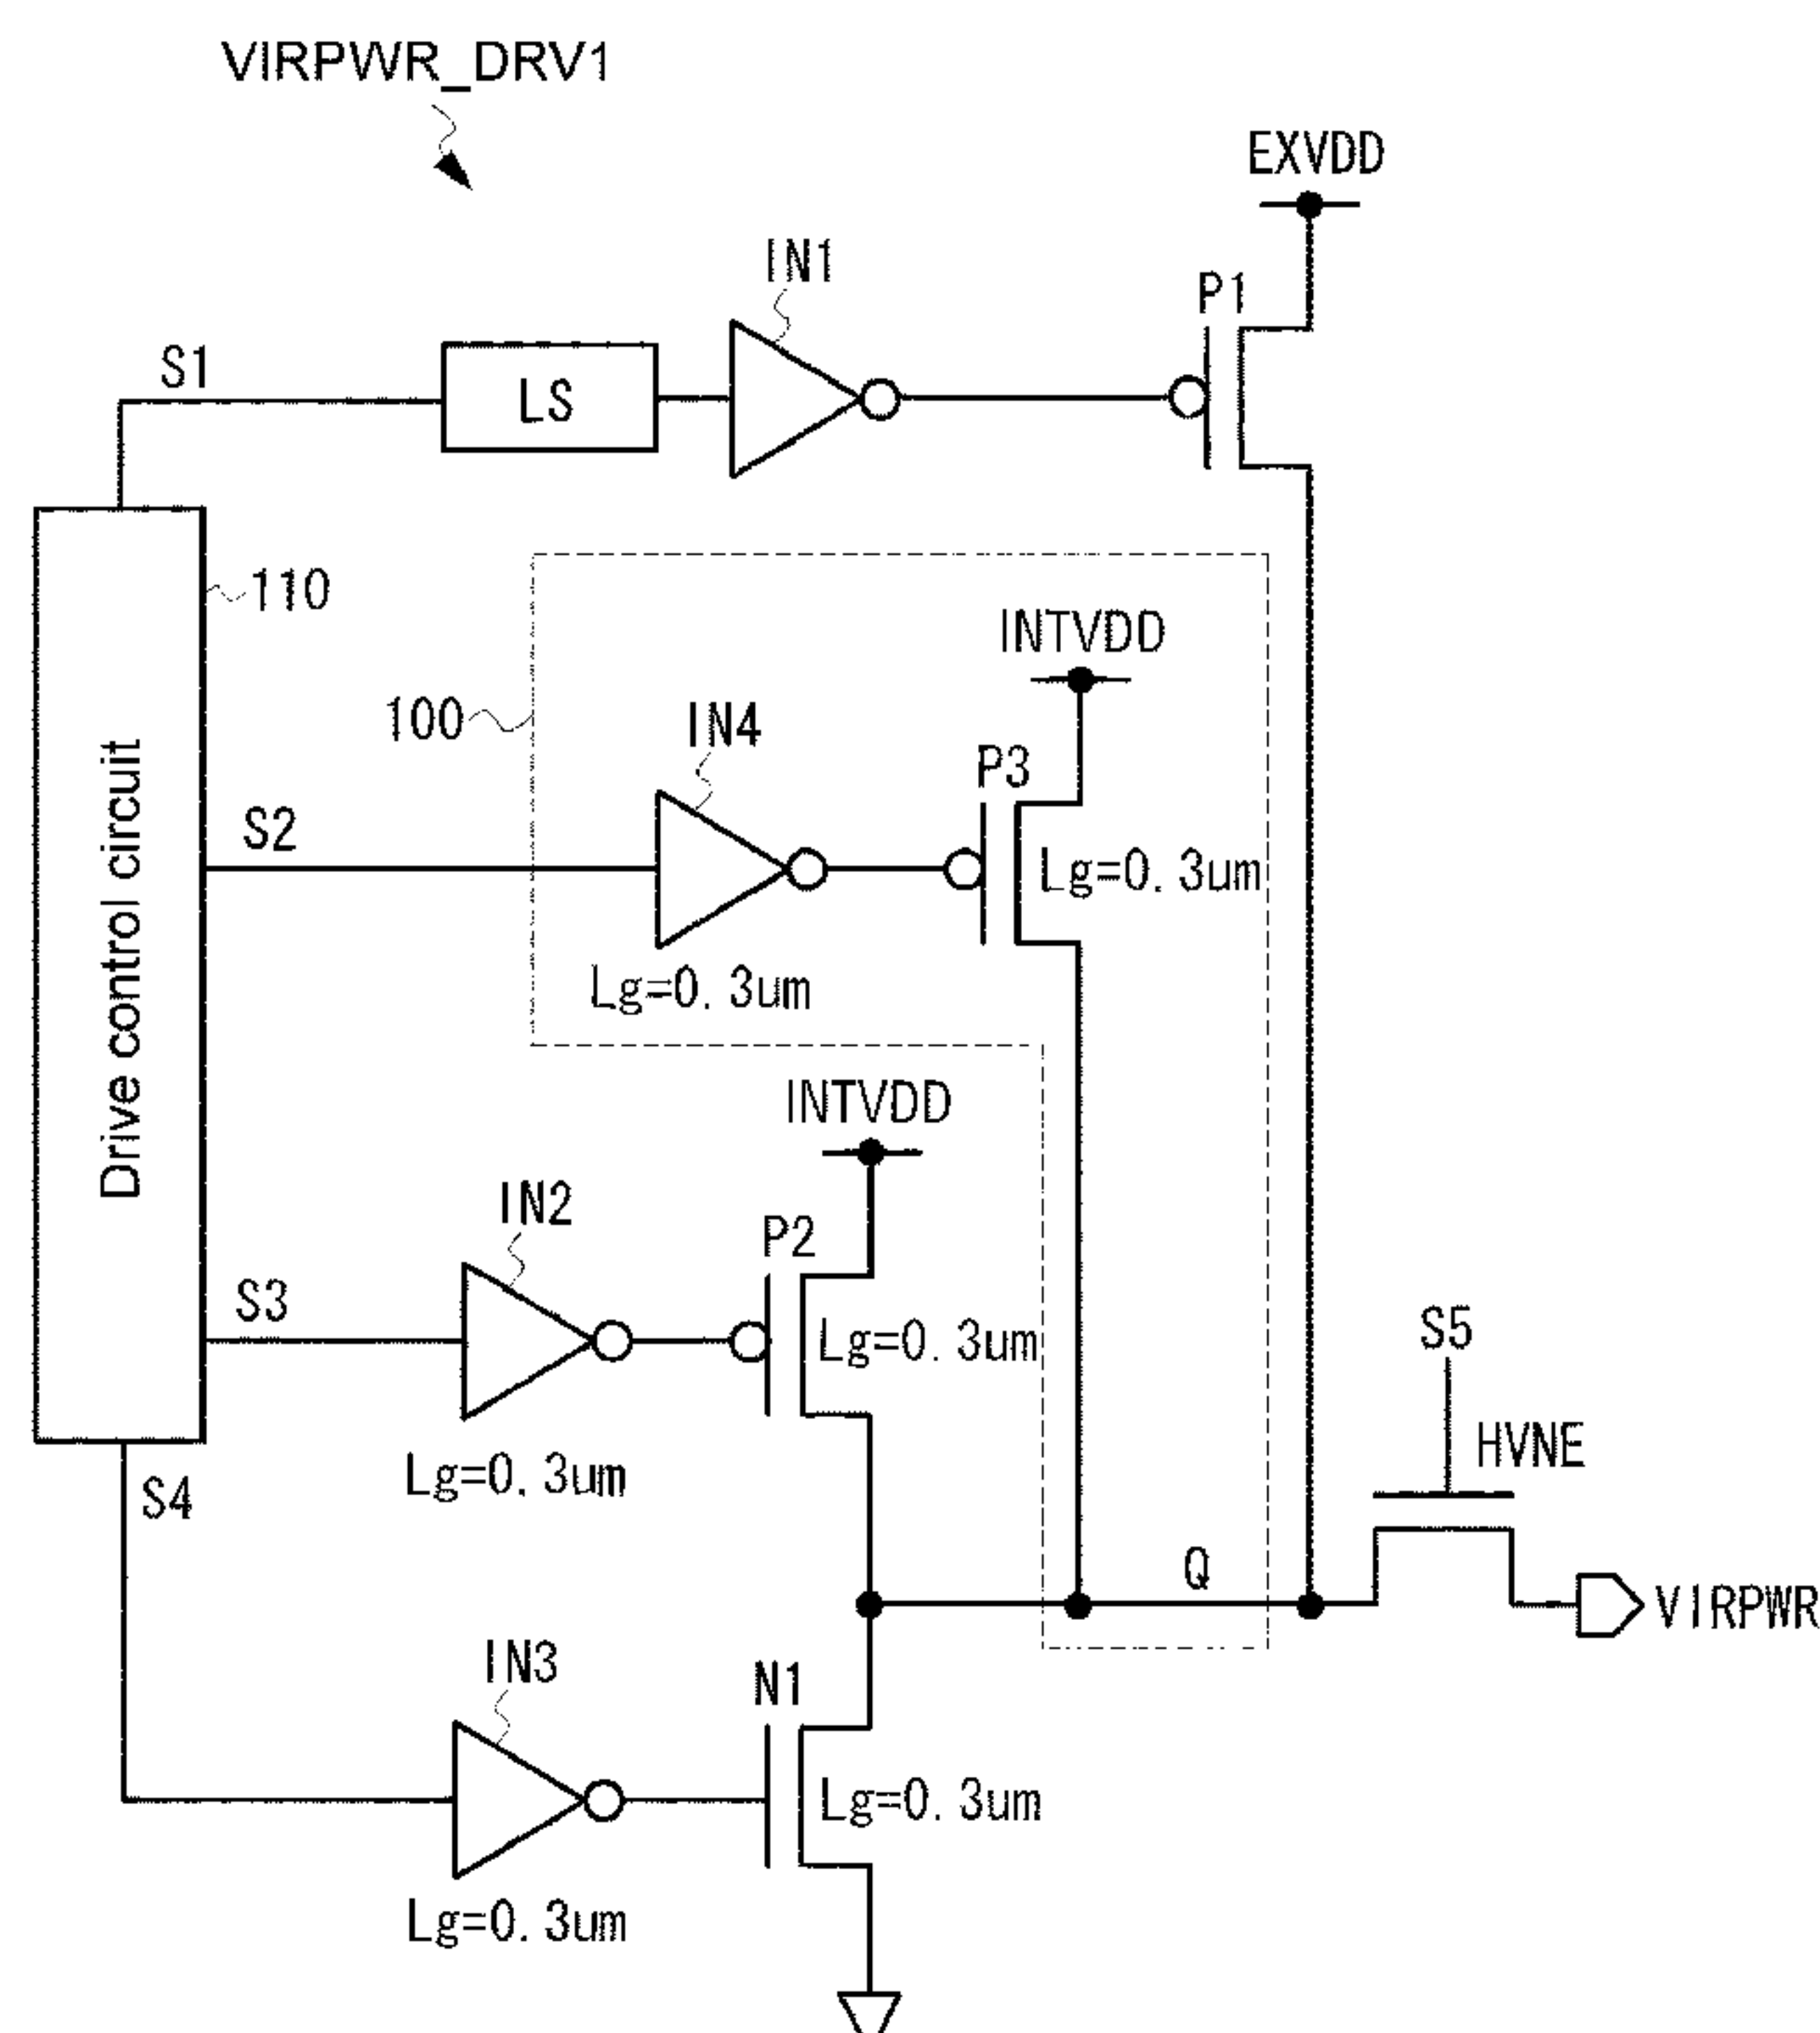 VIRPWR_DRV1
EXVDD
IN1
P1
S1
LS
110
INTVDD
100
IN4
P3
S2
Lg=0.3um
Lg=0.3um
Drive control circuit
INTVDD
IN2
P2
S3
Lg=0.3um
S5
HVNE
Lg=0.3um
S4
Q
VIRPWR
IN3
N1
Lg=0.3um
Lg=0.3um